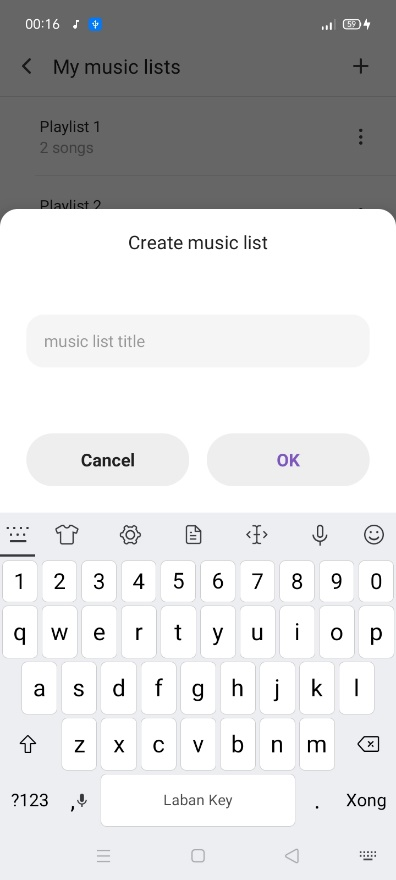 00:16 59
My music lists
Playlist 1
2 songs
Playlist 2
Create music list
music list title
Cancel OK
1 2 3 4 5 6 7 8 9 0
q w e r t y u i o p
a s d f g h j k l
z x c v b n m
?123 , Laban Key . Xong